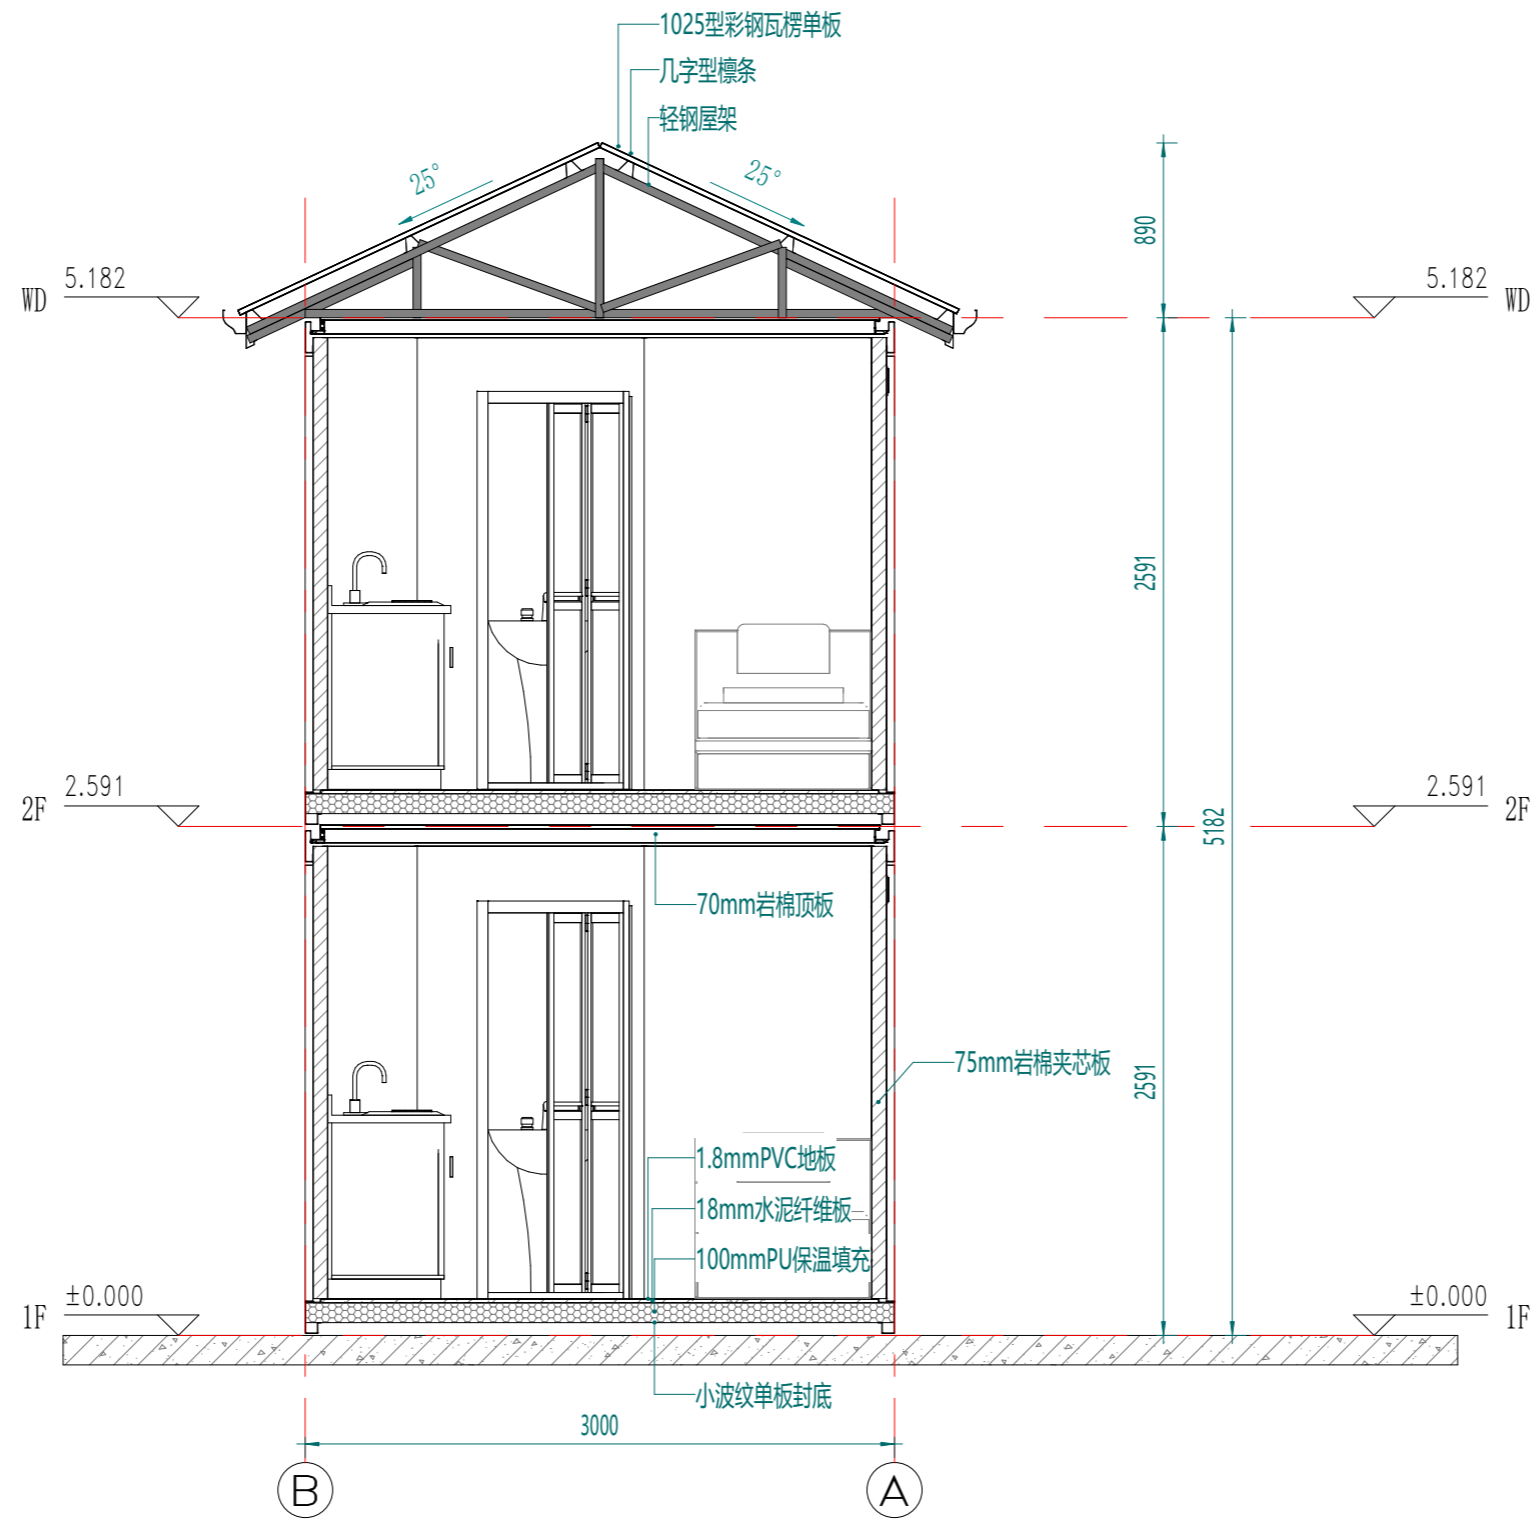 1025型彩钢瓦楞单板
几字型檩条
轻钢屋架
25°
25°
890
WD
5.182
5.182
WD
2591
2F
2.591
2.591
2F
5182
70mm岩棉顶板
75mm岩棉夹芯板
2591
1.8mmPVC地板
18mm水泥纤维板
100mmPU保温填充
1F
±0.000
±0.000
1F
小波纹单板封底
3000
B
A